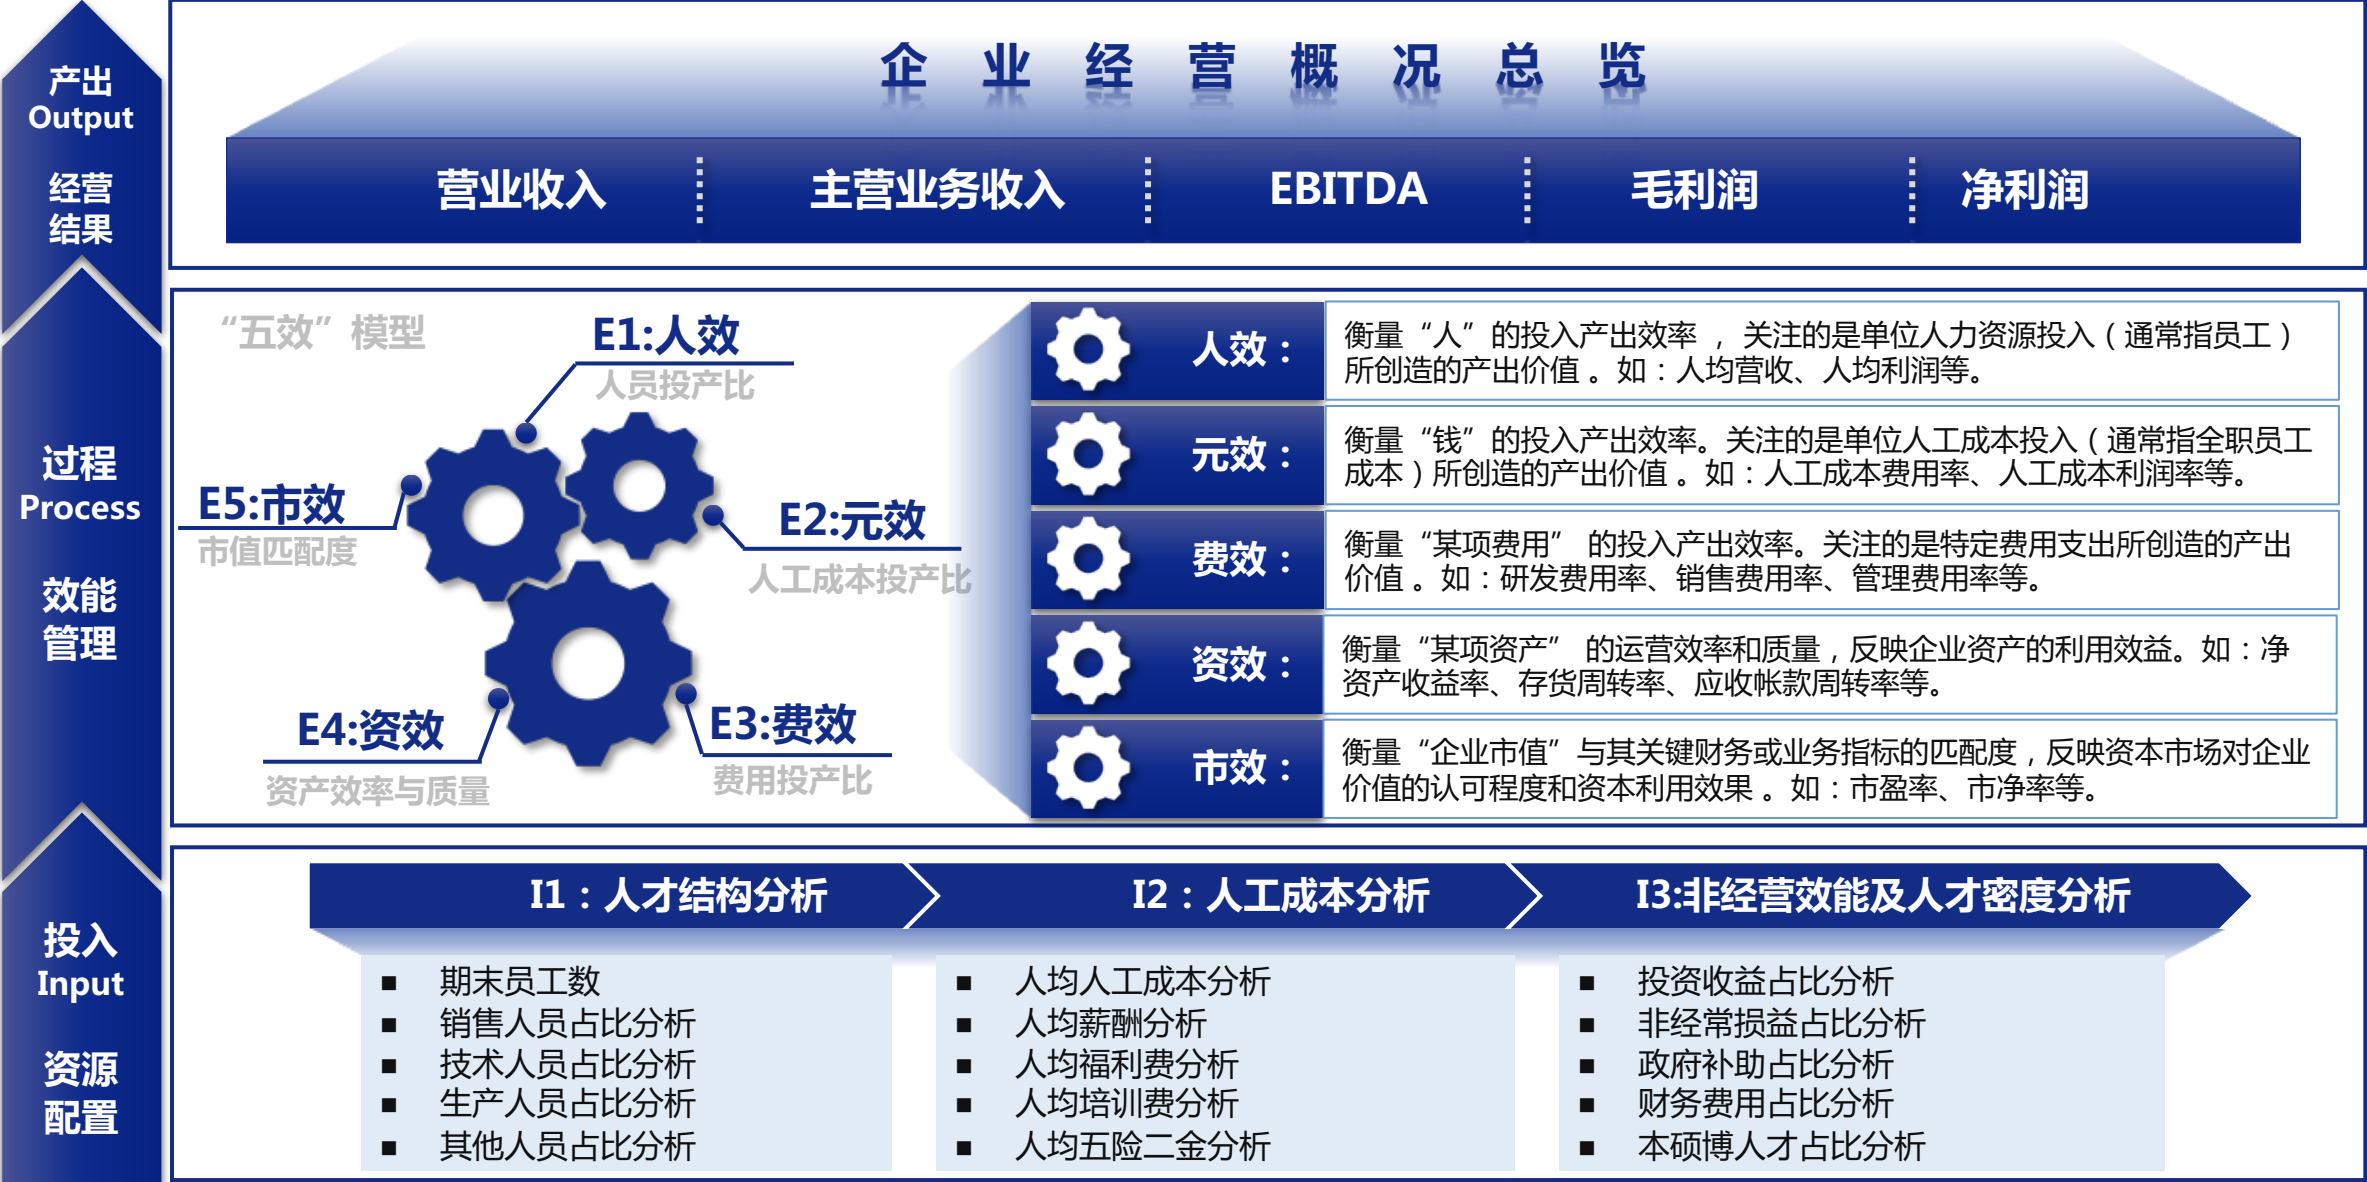 产出
Output
经营
结果
企业经营概况总览
营业收入
主营业务收入
EBITDA
毛利润
净利润
过程
Process
效能
管理
“五效”模型
E1:人效
人员投产比
E2:元效
人工成本投产比
E3:费效
费用投产比
E4:资效
资产效率与质量
E5:市效
市值匹配度
人效：
衡量“人”的投入产出效率 ，关注的是单位人力资源投入（通常指员工）
所创造的产出价值 。如：人均营收、人均利润等。
元效：
衡量“钱”的投入产出效率。关注的是单位人工成本投入（通常指全职员工
成本）所创造的产出价值 。如：人工成本费用率、人工成本利润率等。
费效：
衡量“某项费用” 的投入产出效率。关注的是特定费用支出所创造的产出
价值 。如：研发费用率、销售费用率、管理费用率等。
资效：
衡量“某项资产” 的运营效率和质量，反映企业资产的利用效益。如：净
资产收益率、存货周转率、应收帐款周转率等。
市效：
衡量“企业市值”与其关键财务或业务指标的匹配度，反映资本市场对企业
价值的认可程度和资本利用效果 。如：市盈率、市净率等。
投入
Input
资源
配置
I1：人才结构分析
■ 期末员工数
■ 销售人员占比分析
■ 技术人员占比分析
■ 生产人员占比分析
■ 其他人员占比分析
I2：人工成本分析
■ 人均人工成本分析
■ 人均薪酬分析
■ 人均福利费分析
■ 人均培训费分析
■ 人均五险二金分析
I3:非经营效能及人才密度分析
■ 投资收益占比分析
■ 非经常损益占比分析
■ 政府补助占比分析
■ 财务费用占比分析
■ 本硕博人才占比分析